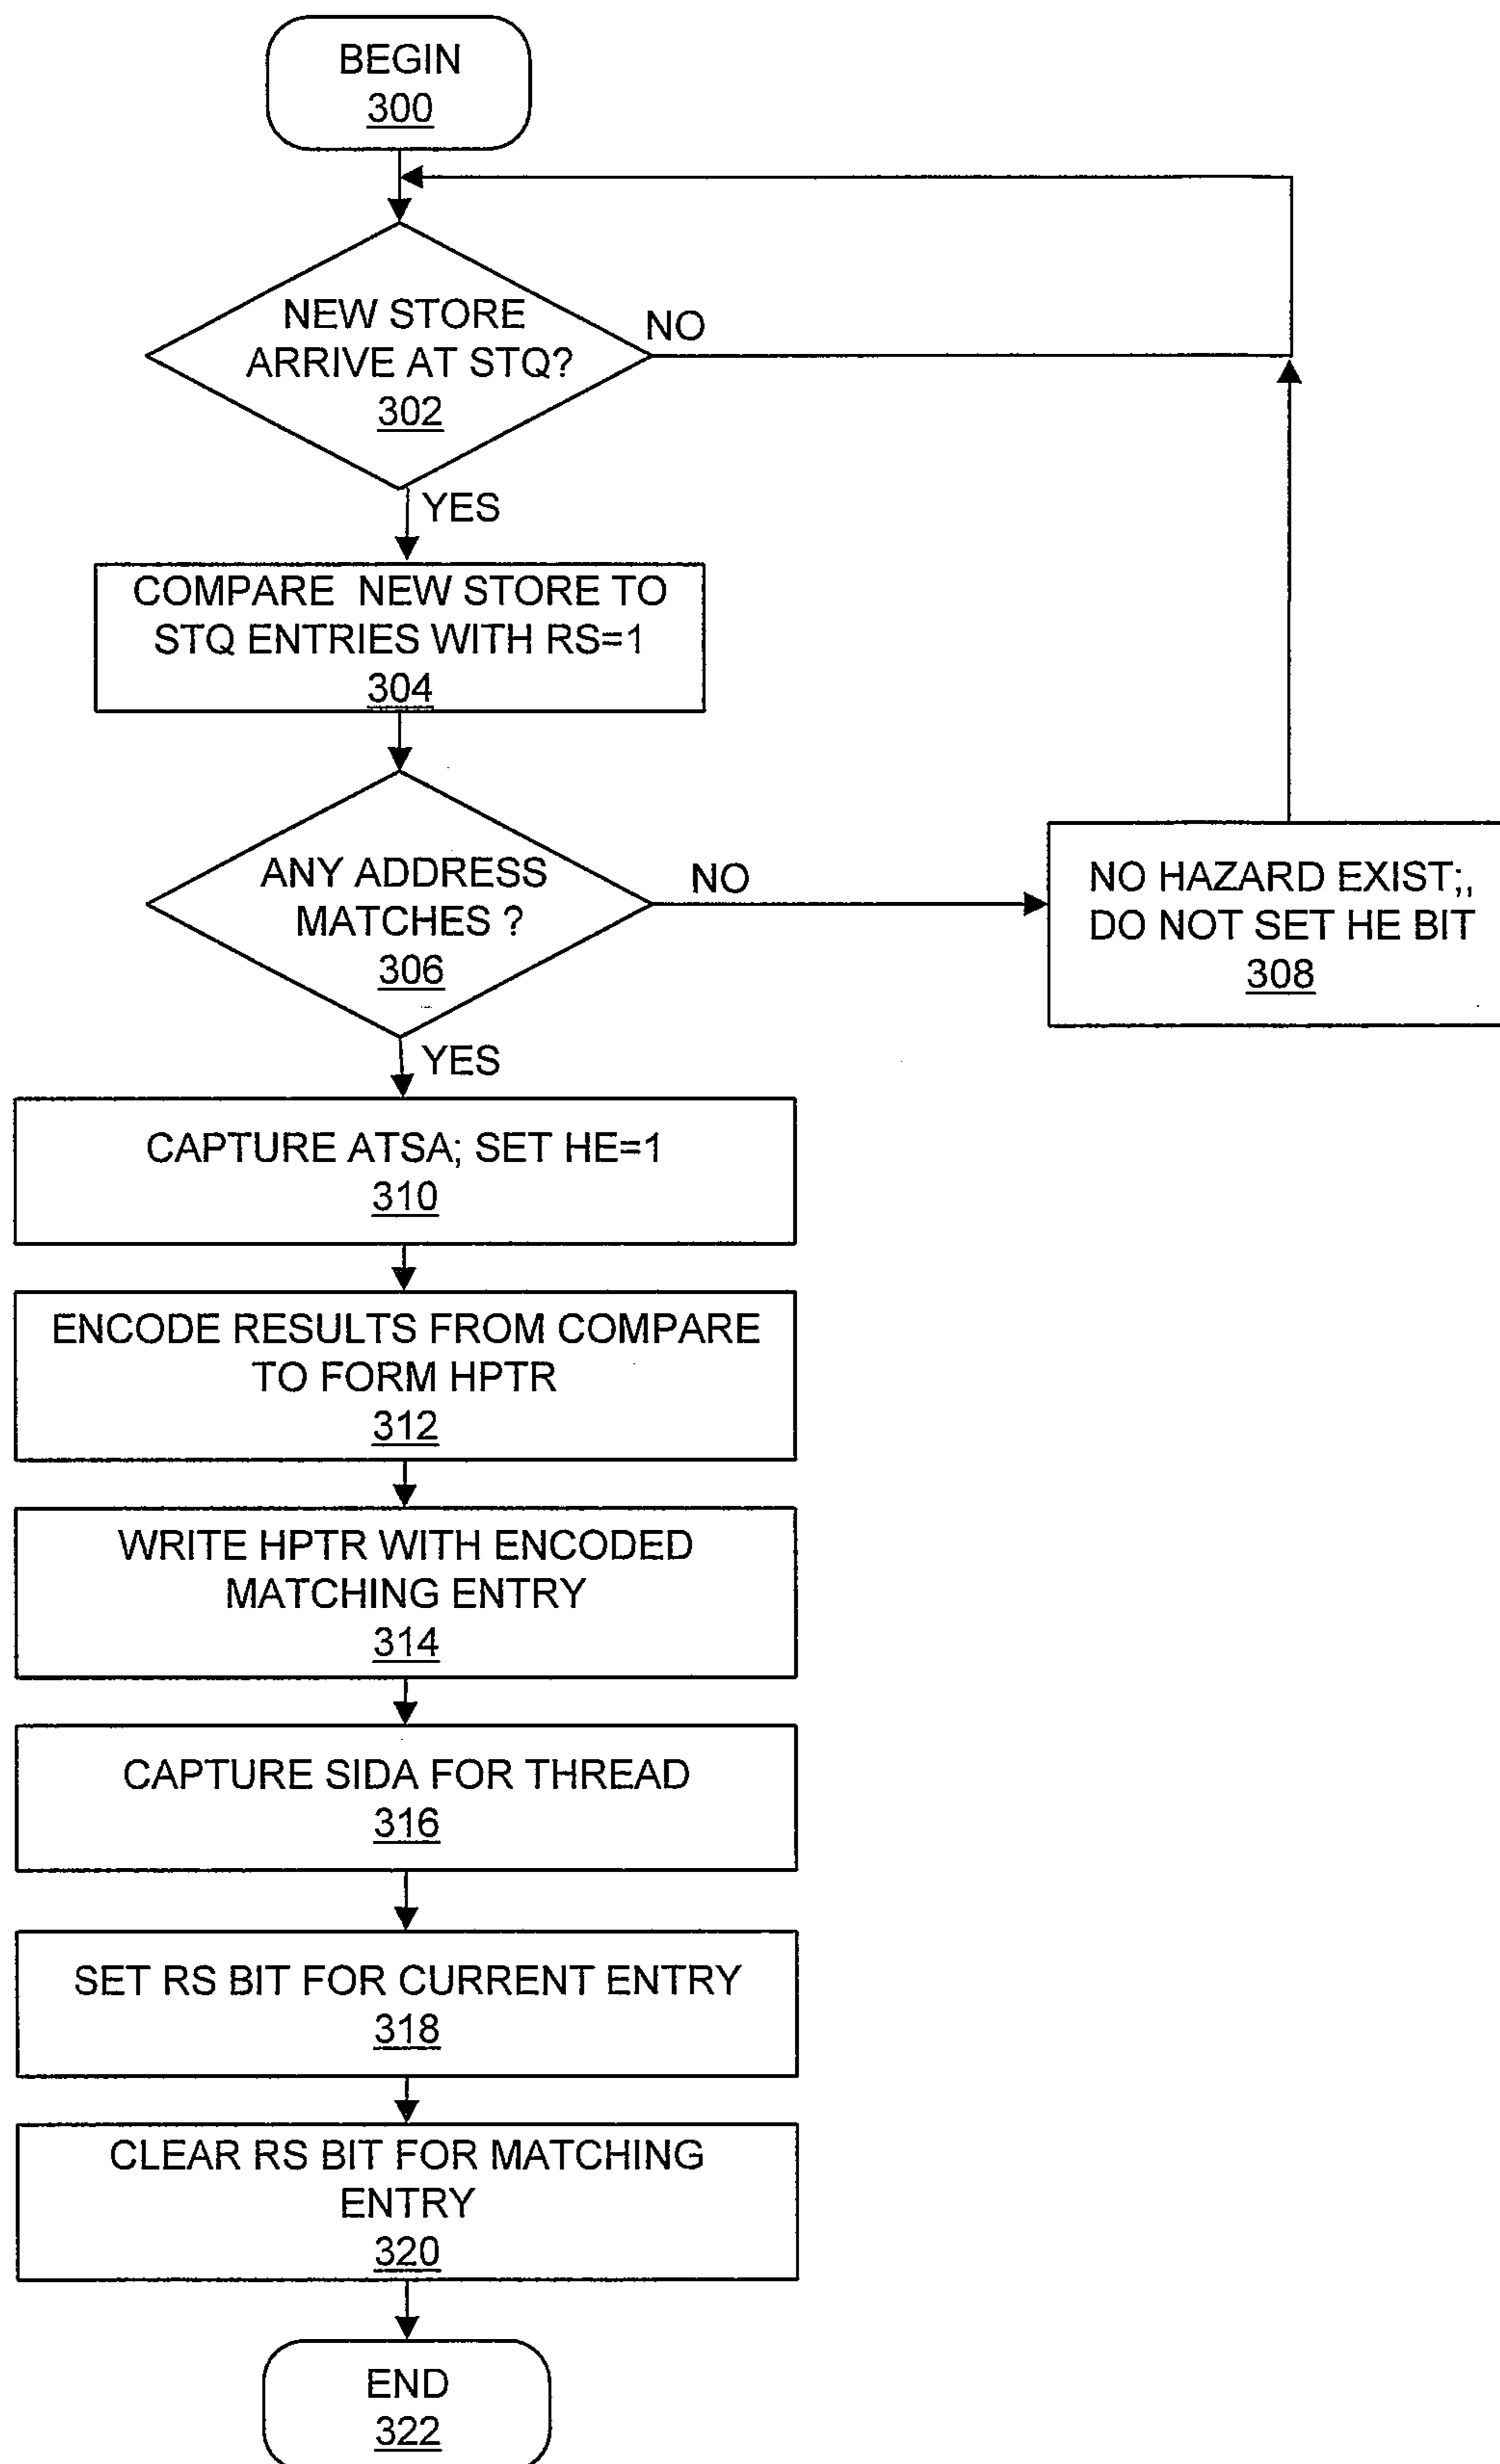 BEGIN
300
NEW STORE
ARRIVE AT STQ?
302
NO
YES
COMPARE NEW STORE TO
STQ ENTRIES WITH RS=1
304
ANY ADDRESS
MATCHES ?
306
NO
NO HAZARD EXIST;,
DO NOT SET HE BIT
308
YES
CAPTURE ATSA; SET HE=1
310
ENCODE RESULTS FROM COMPARE
TO FORM HPTR
312
WRITE HPTR WITH ENCODED
MATCHING ENTRY
314
CAPTURE SIDA FOR THREAD
316
SET RS BIT FOR CURRENT ENTRY
318
CLEAR RS BIT FOR MATCHING
ENTRY
320
END
322